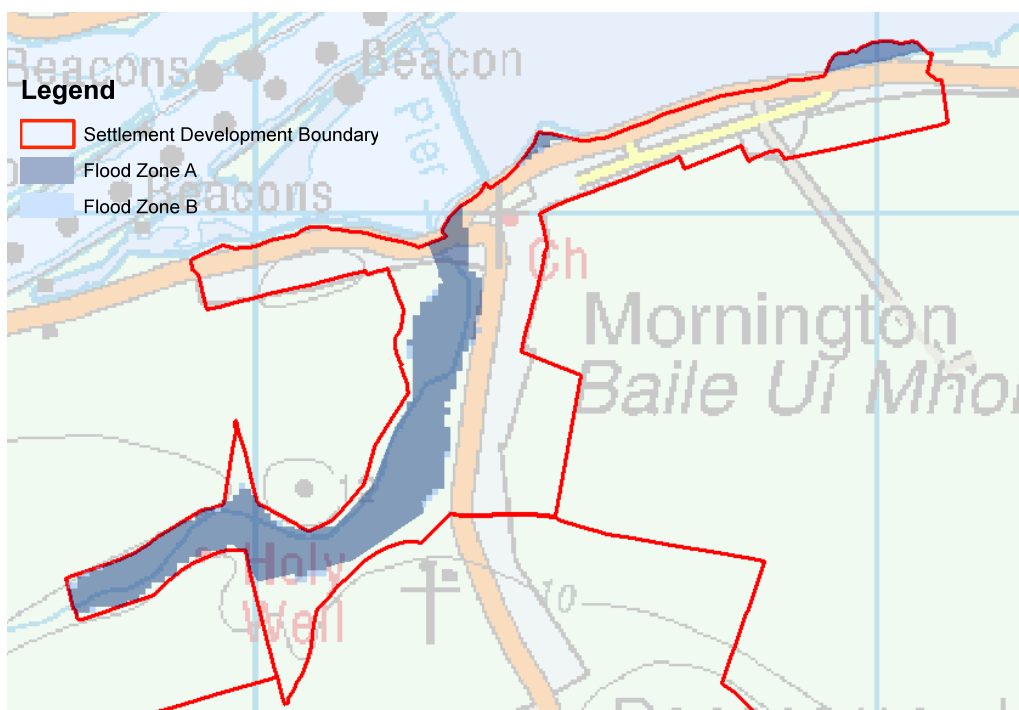 Beacons
Beacon
Legend
Settlement Development Boundary
Flood Zone A
Flood Zone B
Pier
Beacons
Ch
Mornington
Baile Uí Mhor
Holy
Well
10